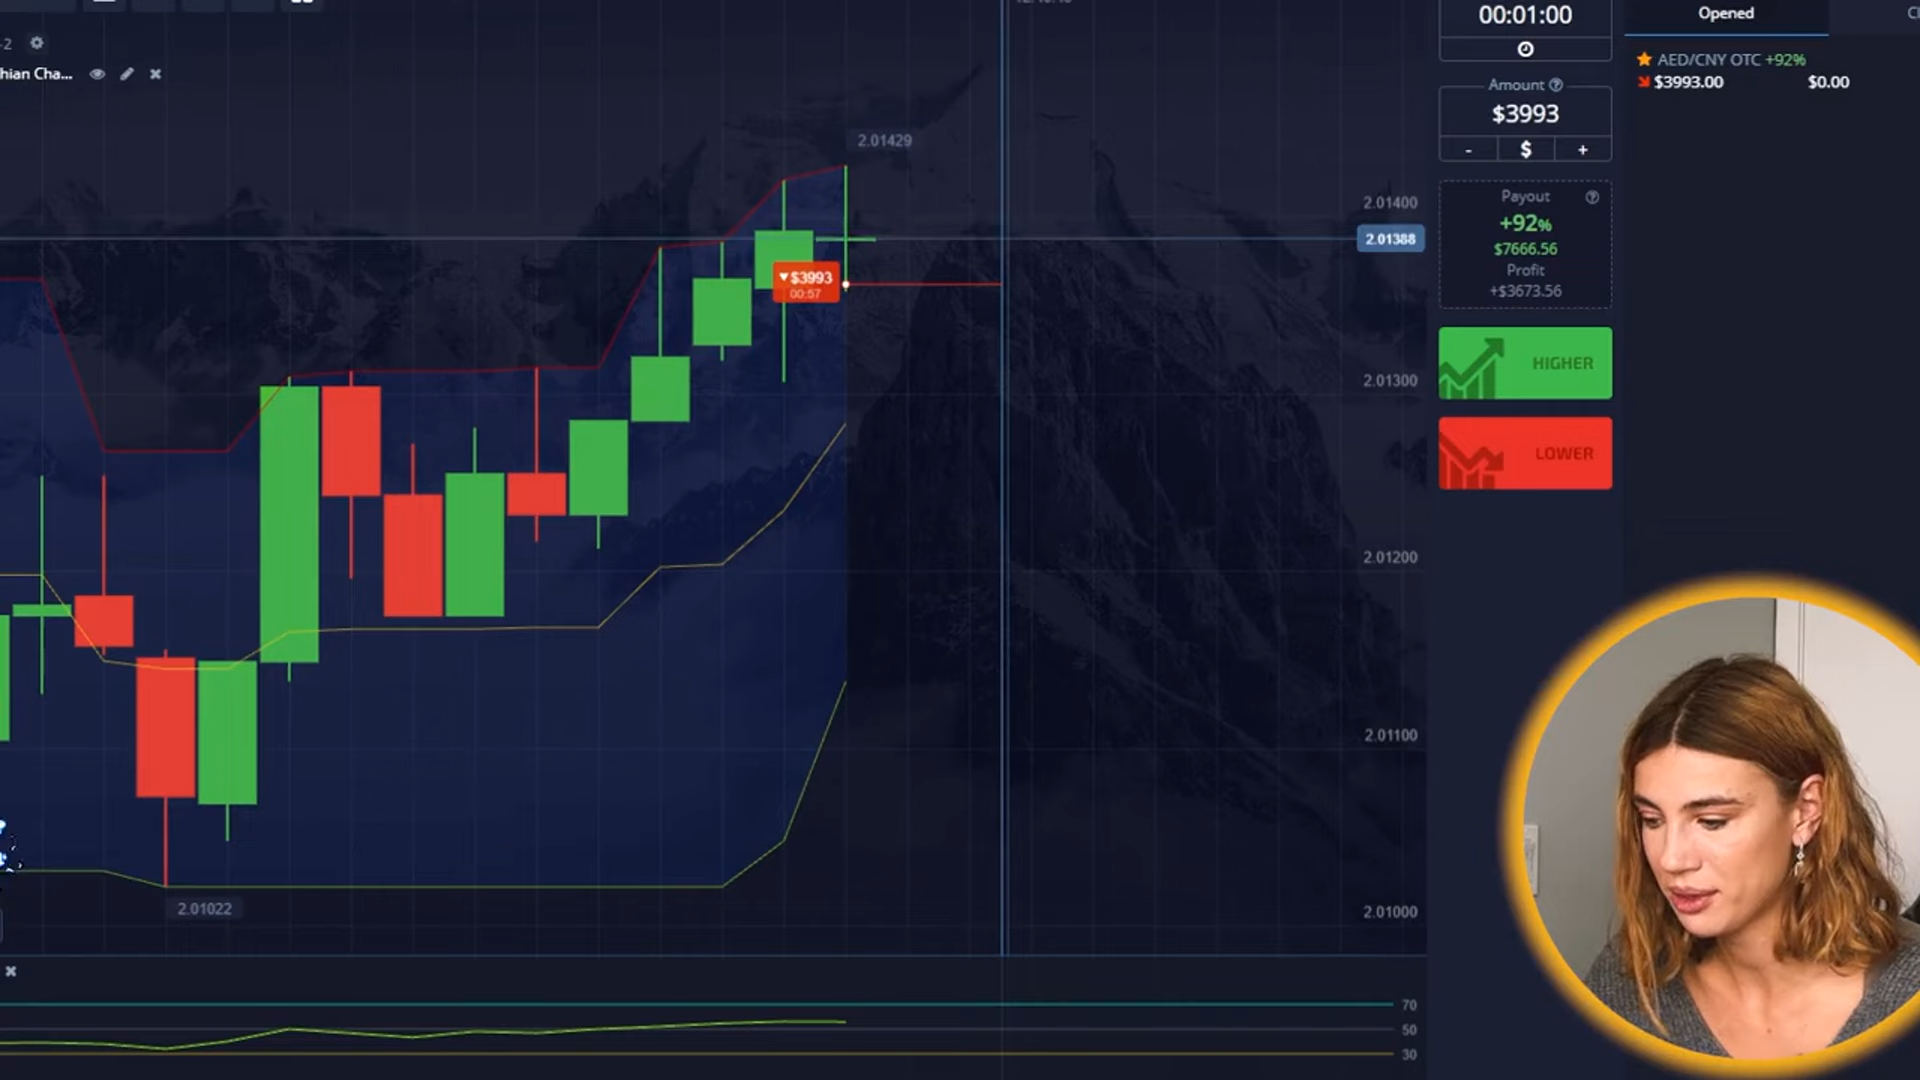 00:01:00
Opened
-2
AED/CNY OTC +92%
hian Cha...
$3993.00 $0.00
Amount
$3993
- $ +
2.01429
Payout
2.01400
+92%
2.01388
$7666.56
Profit
▼$3993
+$3673.56
00:57
HIGHER
2.01300
LOWER
2.01200
2.01100
2.01022
2.01000
70
50
30